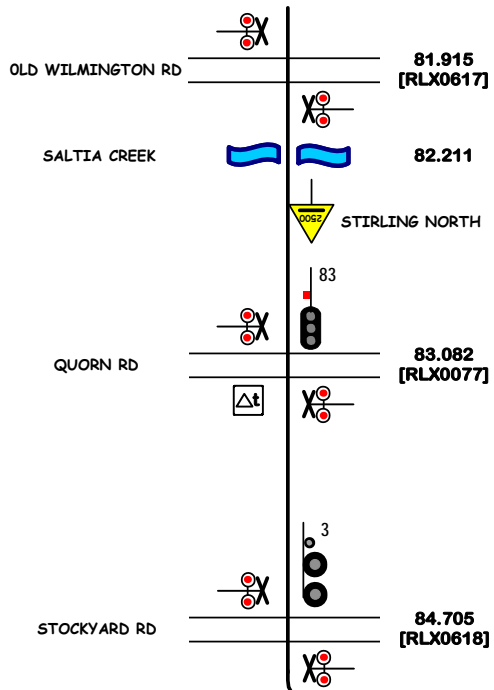 OLD WILMINGTON RD
81.915
[RLX0617]
SALTIA CREEK
82.211
2500
STIRLING NORTH
83
QUORN RD
83.082
[RLX0077]
△t
3
STOCKYARD RD
84.705
[RLX0618]